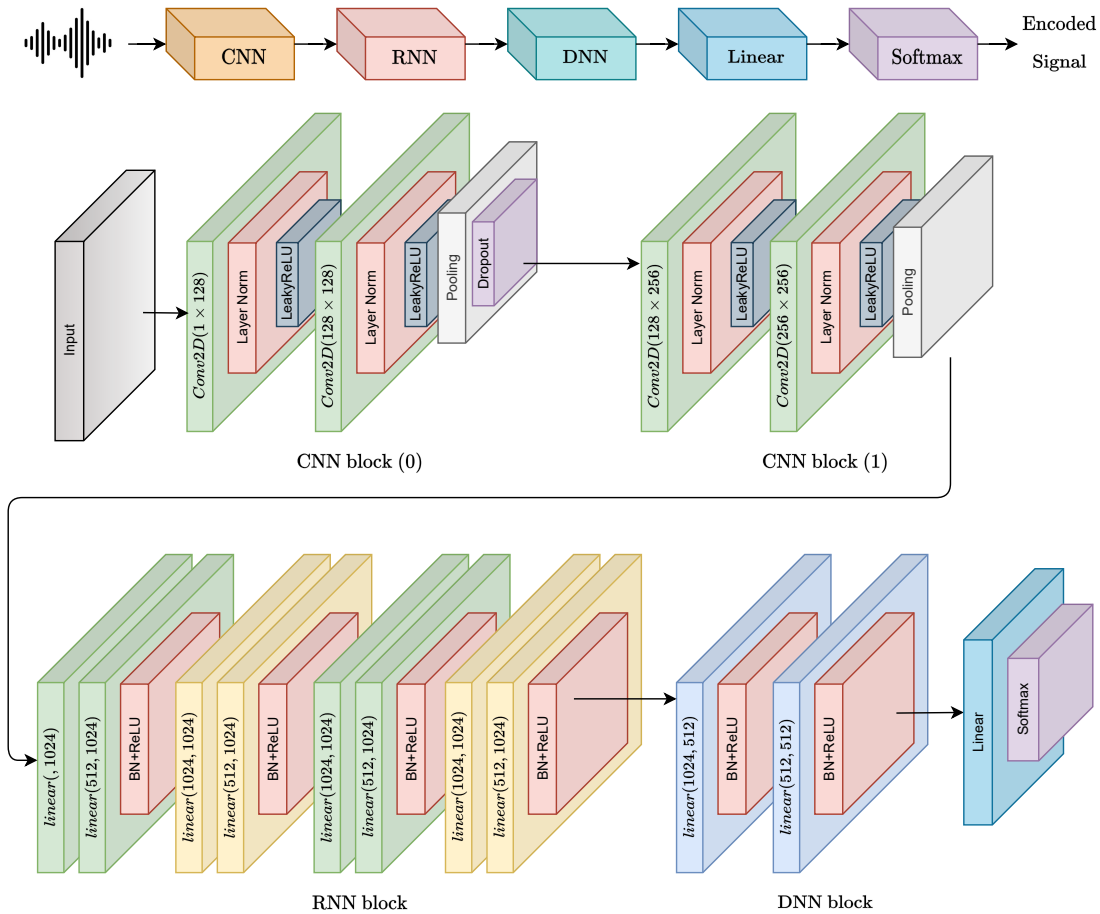 CNN
RNN
DNN
Linear
Softmax
Encoded
Signal
Input
Conv2D(1 × 128)
Layer Norm
LeakyReLU
Conv2D(128 × 128)
Layer Norm
LeakyReLU
Pooling
Dropout
Conv2D(128 × 256)
Layer Norm
LeakyReLU
Conv2D(256 × 256)
Layer Norm
LeakyReLU
Pooling
CNN block (0)
CNN block (1)
linear(, 1024)
linear(512, 1024)
BN+ReLU
linear(1024, 1024)
linear(512, 1024)
BN+ReLU
linear(1024, 1024)
linear(512, 1024)
BN+ReLU
linear(1024, 1024)
linear(512, 1024)
BN+ReLU
linear(1024, 512)
BN+ReLU
linear(512, 512)
BN+ReLU
Linear
Softmax
RNN block
DNN block